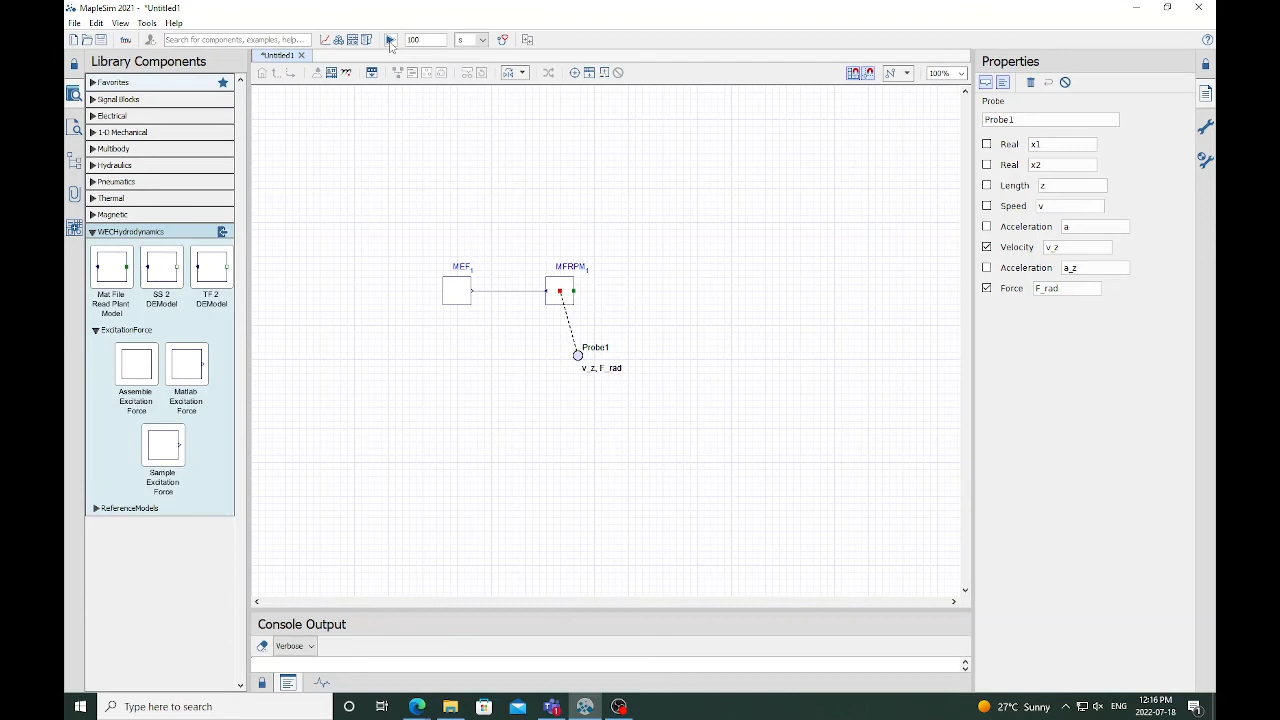 MapleSim 2021 - *Untitled1
File Edit View Tools Help
fmu Search for components, examples, help... 100 s
Library Components
*Untitled1
Properties
100%
Favorites
Signal Blocks
Electrical
1-D Mechanical
Multibody
Hydraulics
Pneumatics
Thermal
Magnetic
WECHydrodynamics
Mat File Read Plant Model
SS 2 DEModel
TF 2 DEModel
ExcitationForce
Assemble Excitation Force
Matlab Excitation Force
Sample Excitation Force
ReferenceModels
MEF1
MFRPM1
Probe1
v_z, F_rad
Probe
Probe1
Real x1
Real x2
Length z
Speed v
Acceleration a
Velocity v_z
Acceleration a_z
Force F_rad
Console Output
Verbose
Type here to search
27°C Sunny
ENG
12:16 PM
2022-07-18